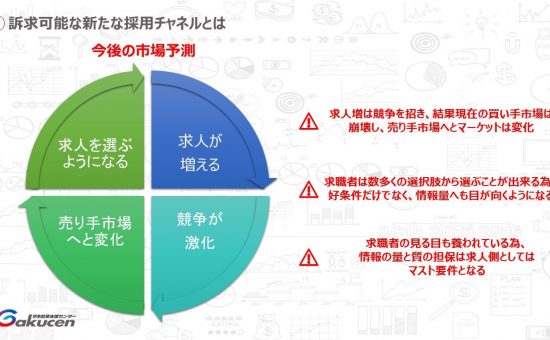 訴求可能な新たな採用チャネルとは
今後の市場予測
求人を選ぶ
ようになる
求人が
増える
売り手市場
へと変化
競争が
激化
求人増は競争を招き、結果現在の買い手市場は
崩壊し、売り手市場へとマーケットは変化
求職者は数多くの選択肢から選ぶことが出来る為、
好条件だけでなく、情報量へも目が向くようになる
求職者の見る目も養われている為、
情報の量と質の担保は求人側としては
マスト要件となる
Gakucen